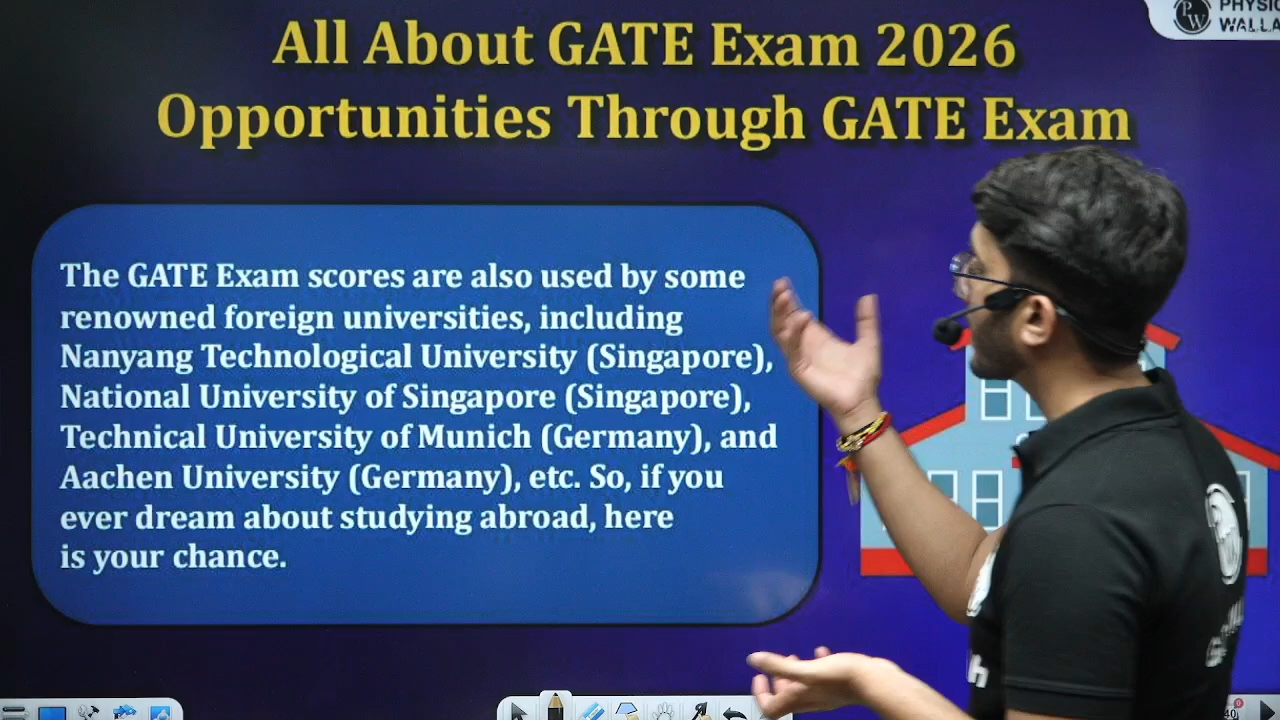 All About GATE Exam 2026
Opportunities Through GATE Exam
The GATE Exam scores are also used by some
renowned foreign universities, including
Nanyang Technological University (Singapore),
National University of Singapore (Singapore),
Technical University of Munich (Germany), and
Aachen University (Germany), etc. So, if you
ever dream about studying abroad, here
is your chance.